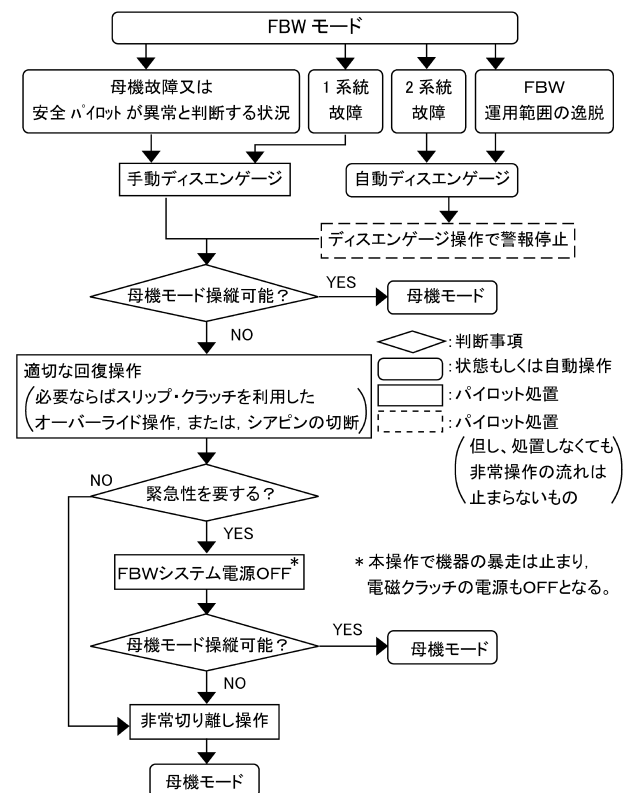 FBW モード
母機故障又は
安全 パイロット が異常と判断する状況
1 系統
故障
2 系統
故障
FBW
運用範囲の逸脱
手動ディスエンゲージ
自動ディスエンゲージ
ディスエンゲージ操作で警報停止
母機モード操縦可能？
YES
母機モード
NO
適切な回復操作
(必要ならばスリップ・クラッチを利用した
オーバーライド操作, または, シアピンの切断)
:判断事項
:状態もしくは自動操作
:パイロット処置
:パイロット処置
(但し、処置しなくても
非常操作の流れは
止まらないもの)
NO
緊急性を要する？
YES
FBWシステム電源OFF*
*本操作で機器の暴走は止まり,
電磁クラッチの電源もOFFとなる。
母機モード操縦可能？
YES
母機モード
NO
非常切り離し操作
母機モード